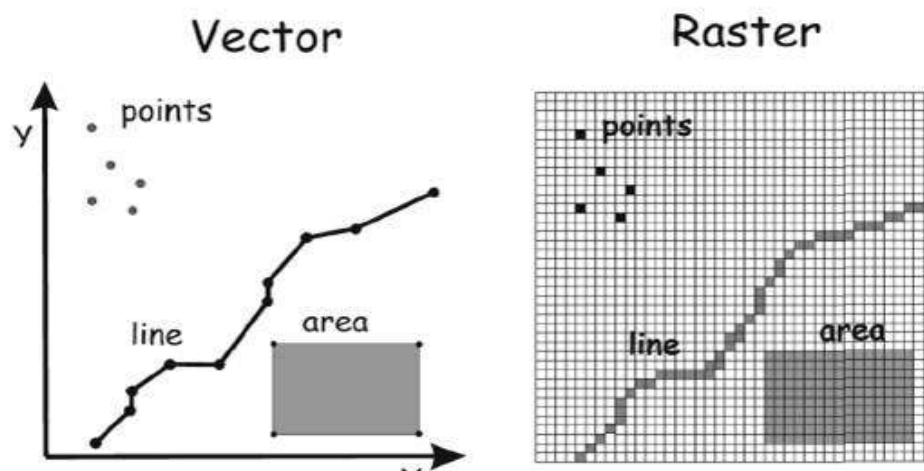 Vector
Raster
Y
points
points
line
area
line
area